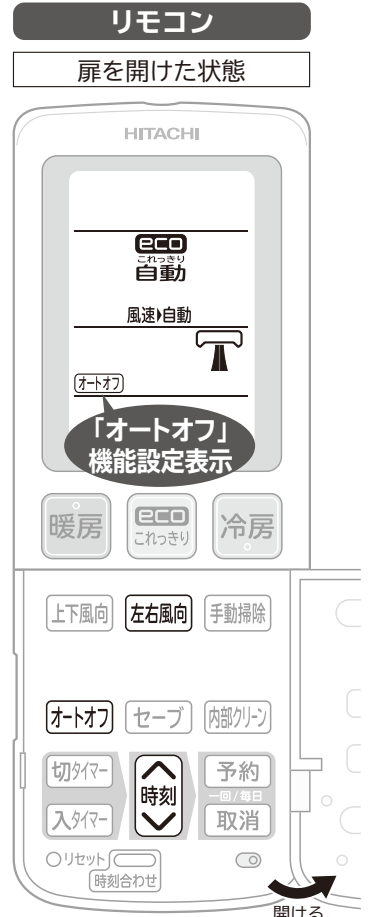 リモコン
扉を開けた状態
HITACHI
eco
これっきり
自動
風速▶自動
オートオフ
「オートオフ」
機能設定表示
暖房
eco
これっきり
冷房
上下風向
左右風向
手動掃除
オートオフ
セーブ
内部クリーン
切タイマー
時刻
予約
一回/毎日
入タイマー
取消
リセット
時刻合わせ
開ける